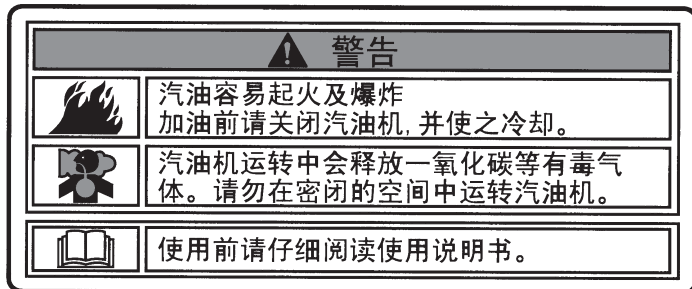 警告
汽油容易起火及爆炸
加油前请关闭汽油机,并使之冷却。
汽油机运转中会释放一氧化碳等有毒气
体。请勿在密闭的空间中运转汽油机。
使用前请仔细阅读使用说明书。